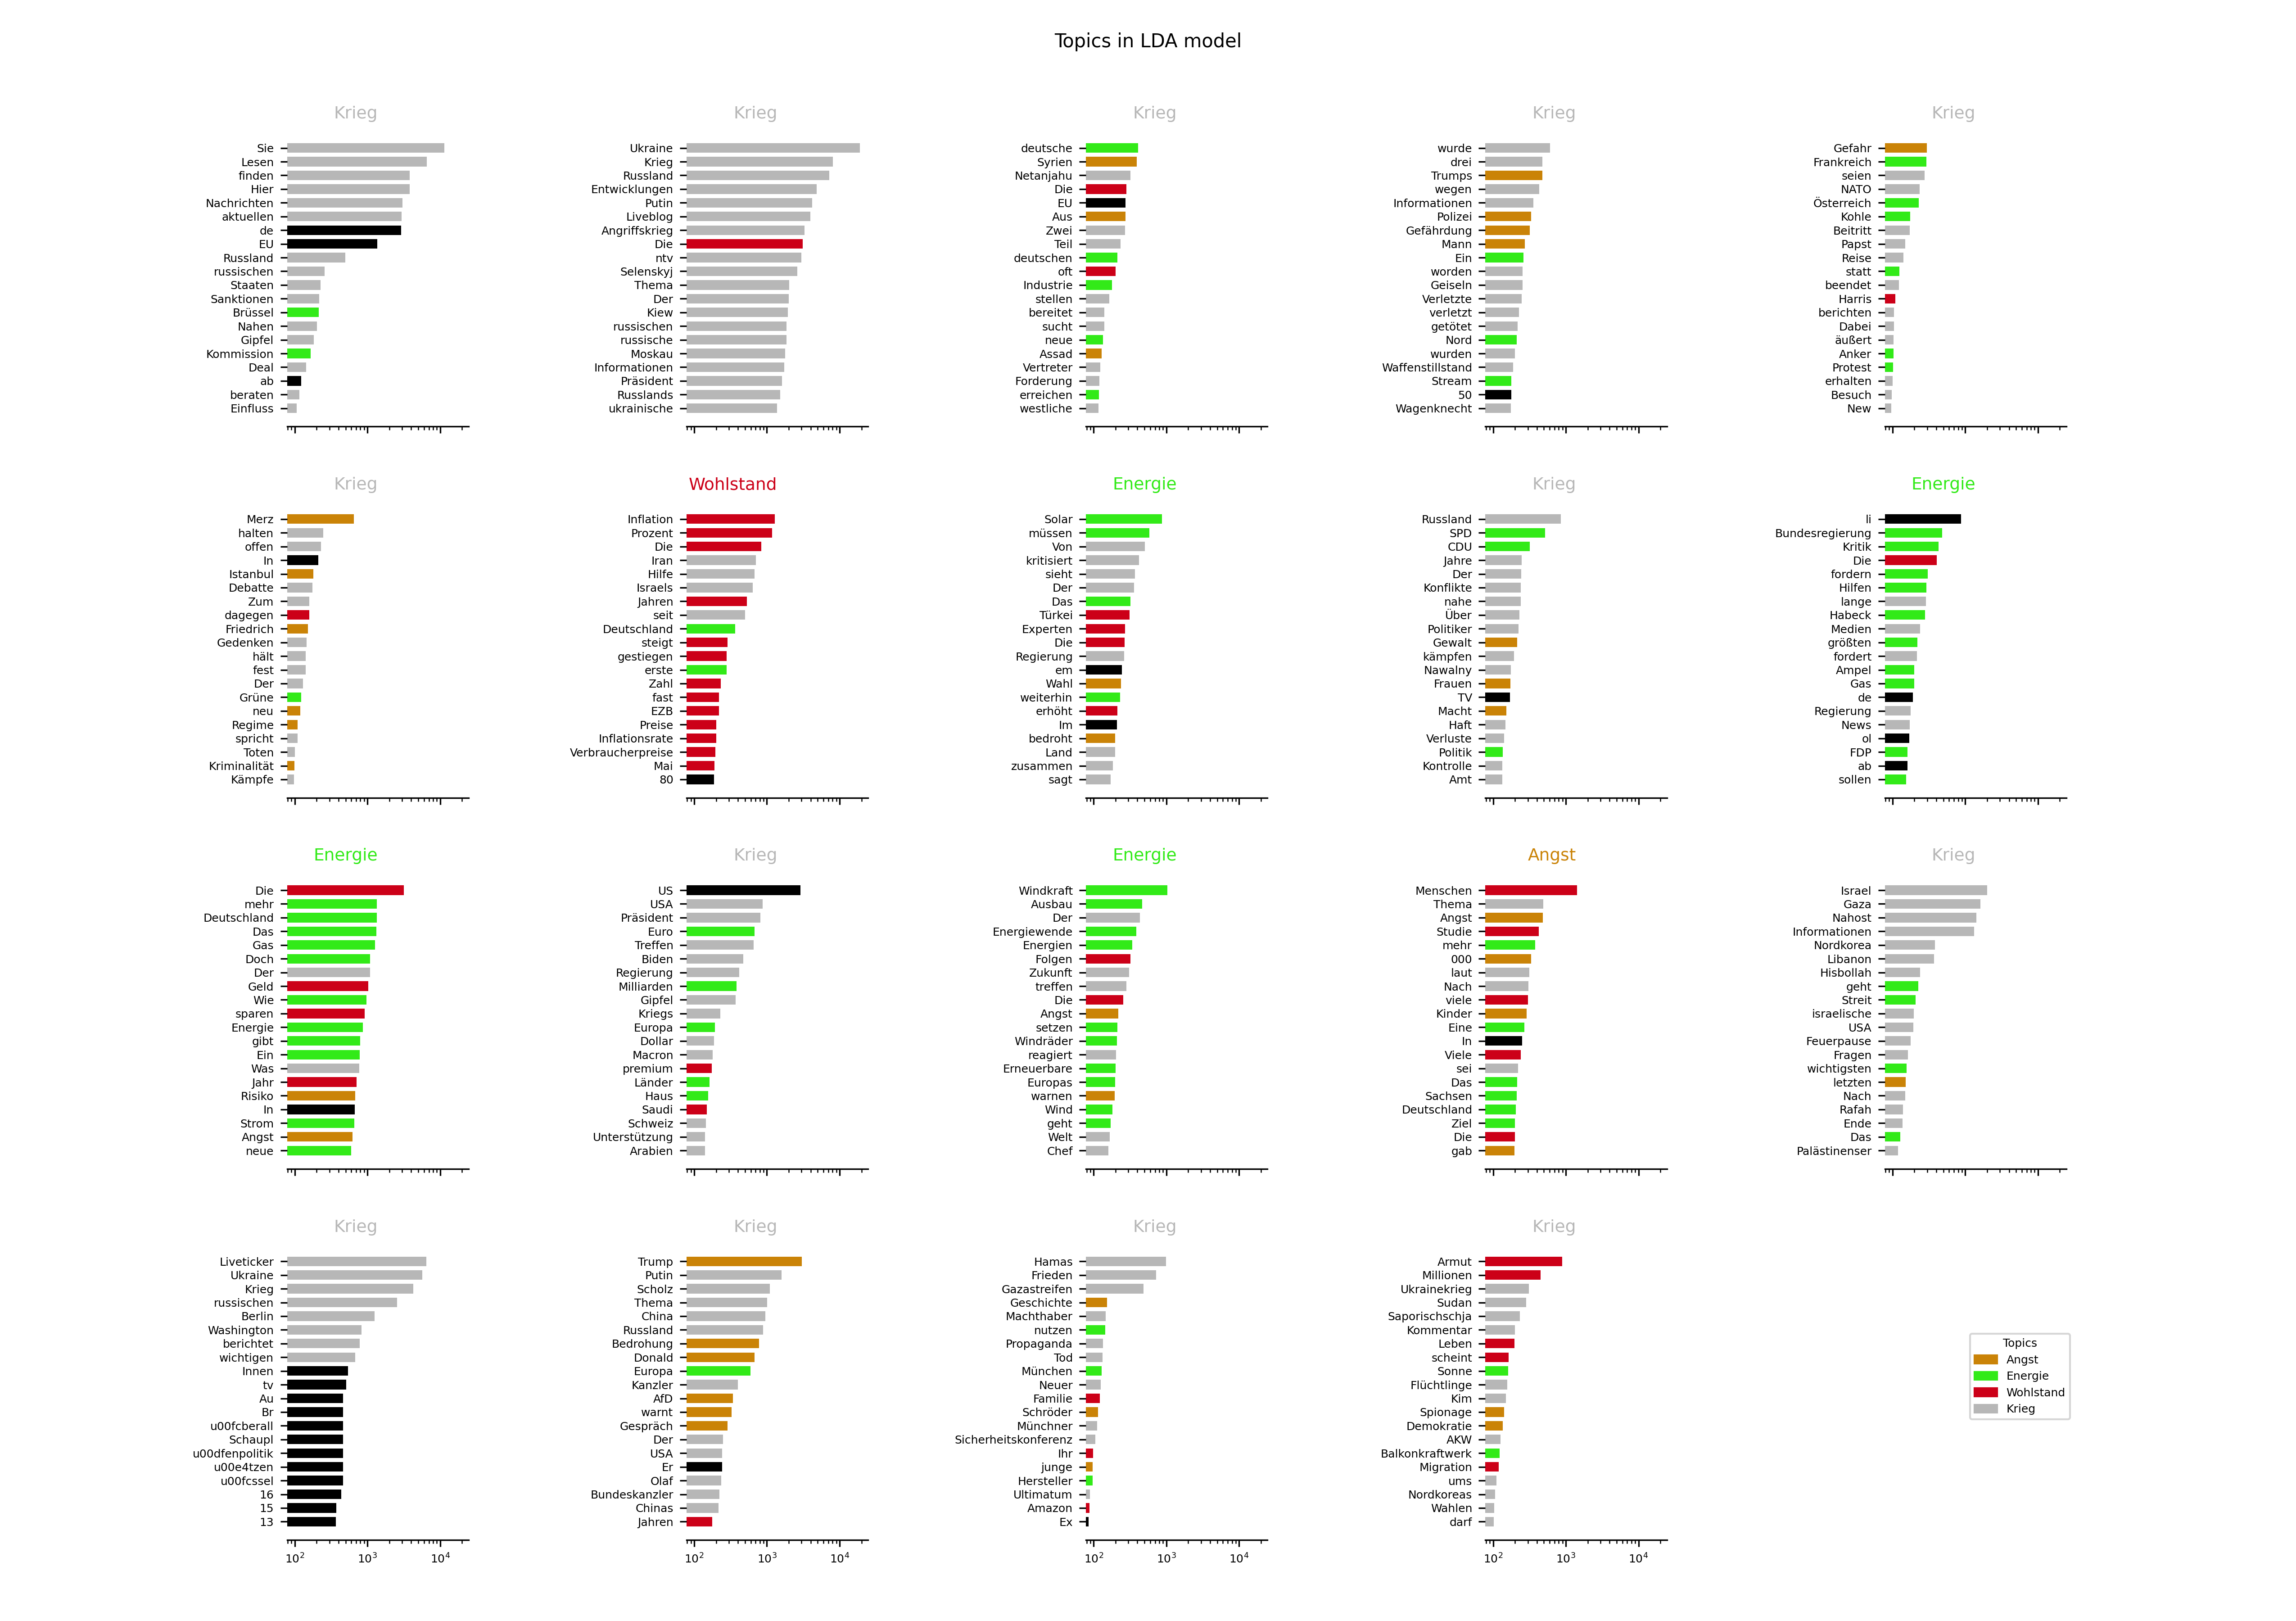 Topics in LDA model
Krieg
Sie
Lesen
finden
Hier
Nachrichten
aktuellen
de
EU
Russland
russischen
Staaten
Sanktionen
Brüssel
Nahen
Gipfel
Kommission
Deal
ab
beraten
Einfluss
Krieg
Ukraine
Krieg
Russland
Entwicklungen
Putin
Liveblog
Angriffskrieg
Die
ntv
Selenskyj
Thema
Der
Kiew
russischen
russische
Moskau
Informationen
Präsident
Russlands
ukrainische
Krieg
deutsche
Syrien
Netanjahu
Die
EU
Aus
Zwei
Teil
deutschen
oft
Industrie
stellen
bereitet
sucht
neue
Assad
Vertreter
Forderung
erreichen
westliche
Krieg
wurde
drei
Trumps
wegen
Informationen
Polizei
Gefährdung
Mann
Ein
worden
Geiseln
Verletzte
verletzt
getötet
Nord
wurden
Waffenstillstand
Stream
50
Wagenknecht
Krieg
Gefahr
Frankreich
seien
NATO
Österreich
Kohle
Beitritt
Papst
Reise
statt
beendet
Harris
berichten
Dabei
äußert
Anker
Protest
erhalten
Besuch
New
Krieg
Merz
halten
offen
In
Istanbul
Debatte
Zum
dagegen
Friedrich
Gedenken
hält
fest
Der
Grüne
neu
Regime
spricht
Toten
Kriminalität
Kämpfe
Wohlstand
Inflation
Prozent
Die
Iran
Hilfe
Israels
Jahren
seit
Deutschland
steigt
gestiegen
erste
Zahl
fast
EZB
Preise
Inflationsrate
Verbraucherpreise
Mai
80
Energie
Solar
müssen
Von
kritisiert
sieht
Der
Das
Türkei
Experten
Die
Regierung
em
Wahl
weiterhin
erhöht
Im
bedroht
Land
zusammen
sagt
Krieg
Russland
SPD
CDU
Jahre
Der
Konflikte
nahe
Über
Politiker
Gewalt
kämpfen
Nawalny
Frauen
TV
Macht
Haft
Verluste
Politik
Kontrolle
Amt
Energie
li
Bundesregierung
Kritik
Die
fordern
Hilfen
lange
Habeck
Medien
größten
fordert
Ampel
Gas
de
Regierung
News
ol
FDP
ab
sollen
Energie
Die
mehr
Deutschland
Das
Gas
Doch
Der
Geld
Wie
sparen
Energie
gibt
Ein
Was
Jahr
Risiko
In
Strom
Angst
neue
Krieg
US
USA
Präsident
Euro
Treffen
Biden
Regierung
Milliarden
Gipfel
Kriegs
Europa
Dollar
Macron
premium
Länder
Haus
Saudi
Schweiz
Unterstützung
Arabien
Energie
Windkraft
Ausbau
Der
Energiewende
Energien
Folgen
Zukunft
treffen
Die
Angst
setzen
Windräder
reagiert
Erneuerbare
Europas
warnen
Wind
geht
Welt
Chef
Angst
Menschen
Thema
Angst
Studie
mehr
000
laut
Nach
viele
Kinder
Eine
In
Viele
sei
Das
Sachsen
Deutschland
Ziel
Die
gab
Krieg
Israel
Gaza
Nahost
Informationen
Nordkorea
Libanon
Hisbollah
geht
Streit
israelische
USA
Feuerpause
Fragen
wichtigsten
letzten
Nach
Rafah
Ende
Das
Palästinenser
Krieg
Liveticker
Ukraine
Krieg
russischen
Berlin
Washington
berichtet
wichtigen
Innen
tv
Au
Br
u00fcberall
Schaupl
u00dfenpolitik
u00e4tzen
u00fcssel
16
15
13
10² 10³ 10⁴
Krieg
Trump
Putin
Scholz
Thema
China
Russland
Bedrohung
Donald
Europa
Kanzler
AfD
warnt
Gespräch
Der
USA
Er
Olaf
Bundeskanzler
Chinas
Jahren
10² 10³ 10⁴
Krieg
Hamas
Frieden
Gazastreifen
Geschichte
Machthaber
nutzen
Propaganda
Tod
München
Neuer
Familie
Schröder
Münchner
Sicherheitskonferenz
Ihr
junge
Hersteller
Ultimatum
Amazon
Ex
10² 10³ 10⁴
Krieg
Armut
Millionen
Ukrainekrieg
Sudan
Saporischschja
Kommentar
Leben
scheint
Sonne
Flüchtlinge
Kim
Spionage
Demokratie
AKW
Balkonkraftwerk
Migration
ums
Nordkoreas
Wahlen
darf
10² 10³ 10⁴
Topics
Angst
Energie
Wohlstand
Krieg